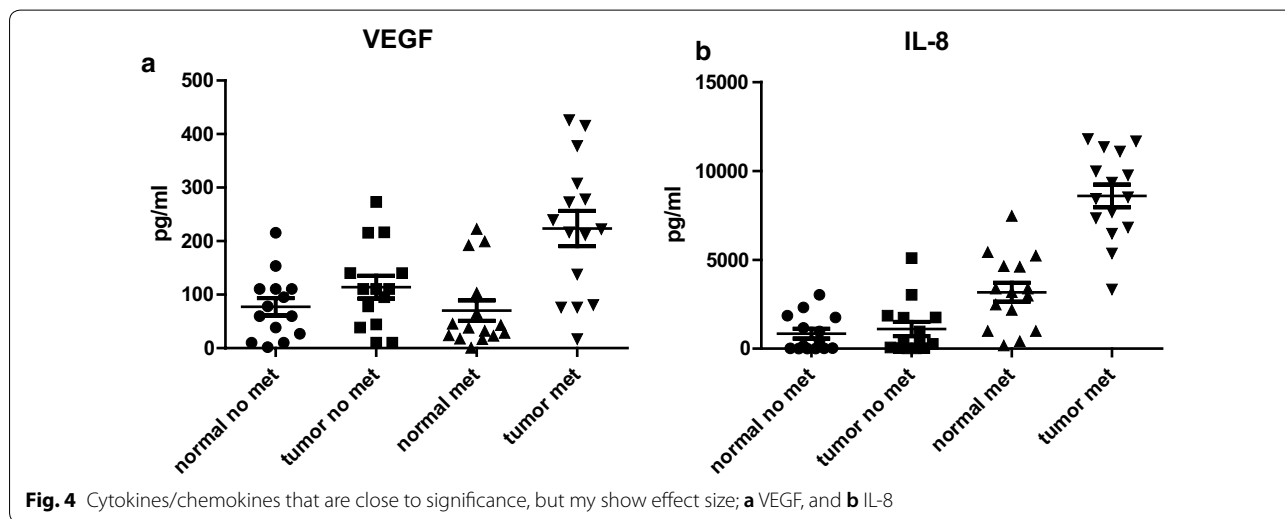 VEGF
a
500
400
300
200
100
0
pg/ml
normal no met
tumor no met
normal met
tumor met
IL-8
b
15000
10000
5000
0
pg/ml
normal no met
tumor no met
normal met
tumor met
Fig. 4 Cytokines/chemokines that are close to significance, but my show effect size; a VEGF, and b IL-8